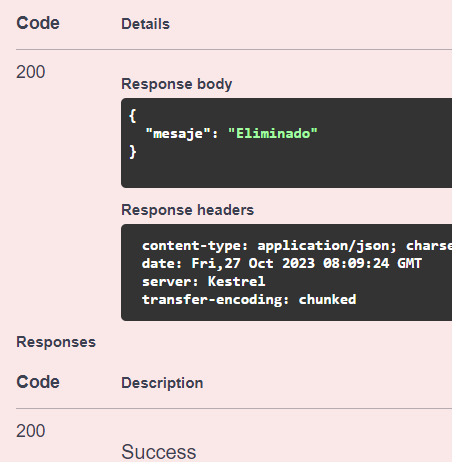 Code Details
200
Response body
{
"mesaje": "Eliminado"
}
Response headers
content-type: application/json;
date: Fri,27 Oct 2023 08:09:24 GMT
server: Kestrel
transfer-encoding: chunked
Responses
Code Description
200
Success